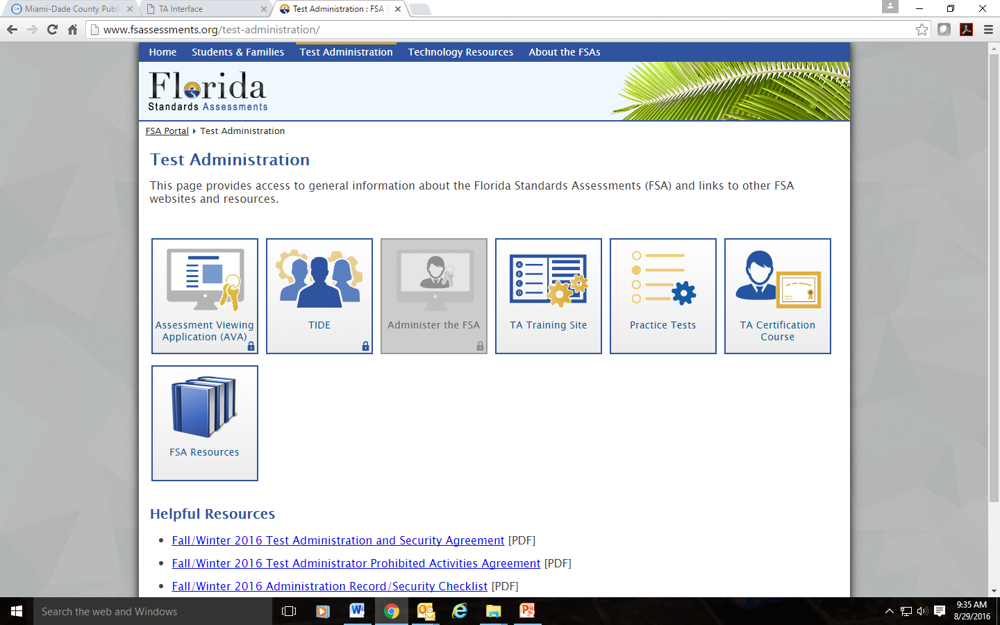 Miami-Dade County Publi
TA Interface
Test Administration : FSA
www.fsassessments.org/test-administration/
Home Students & Families Test Administration Technology Resources About the FSAs
Florida
Standards Assessments
FSA Portal Test Administration
Test Administration
This page provides access to general information about the Florida Standards Assessments (FSA) and links to other FSA
websites and resources.
Assessment Viewing
Application (AVA)
TIDE
Administer the FSA
A
B
C
D
TA Training Site
Practice Tests
TA Certification
Course
FSA Resources
Helpful Resources
Fall/Winter 2016 Test Administration and Security Agreement [PDF]
Fall/Winter 2016 Test Administrator Prohibited Activities Agreement [PDF]
Fall/Winter 2016 Administration Record/Security Checklist [PDF]
Search the web and Windows
9:35 AM
8/29/2016